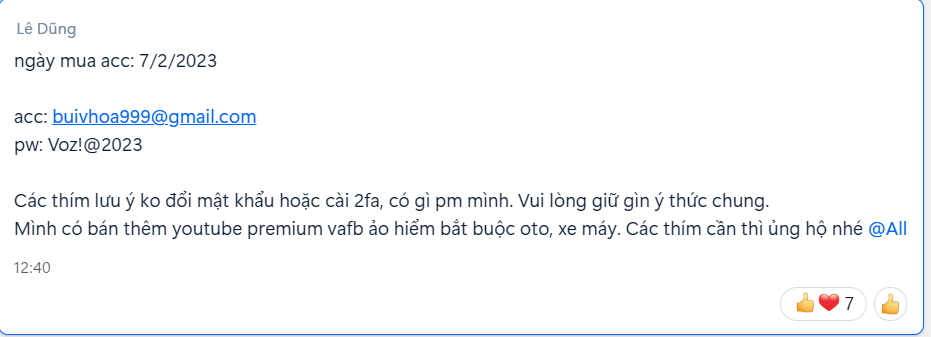 Lê Dũng
ngày mua acc: 7/2/2023
acc: buivhoa999@gmail.com
pw: Voz!@2023
Các thím lưu ý ko đổi mật khẩu hoặc cài 2fa, có gì pm mình. Vui lòng giữ gìn ý thức chung.
Mình có bán thêm youtube premium vafb ảo hiểm bắt buộc oto, xe máy. Các thím cần thì ủng hộ nhé @All
12:40
7